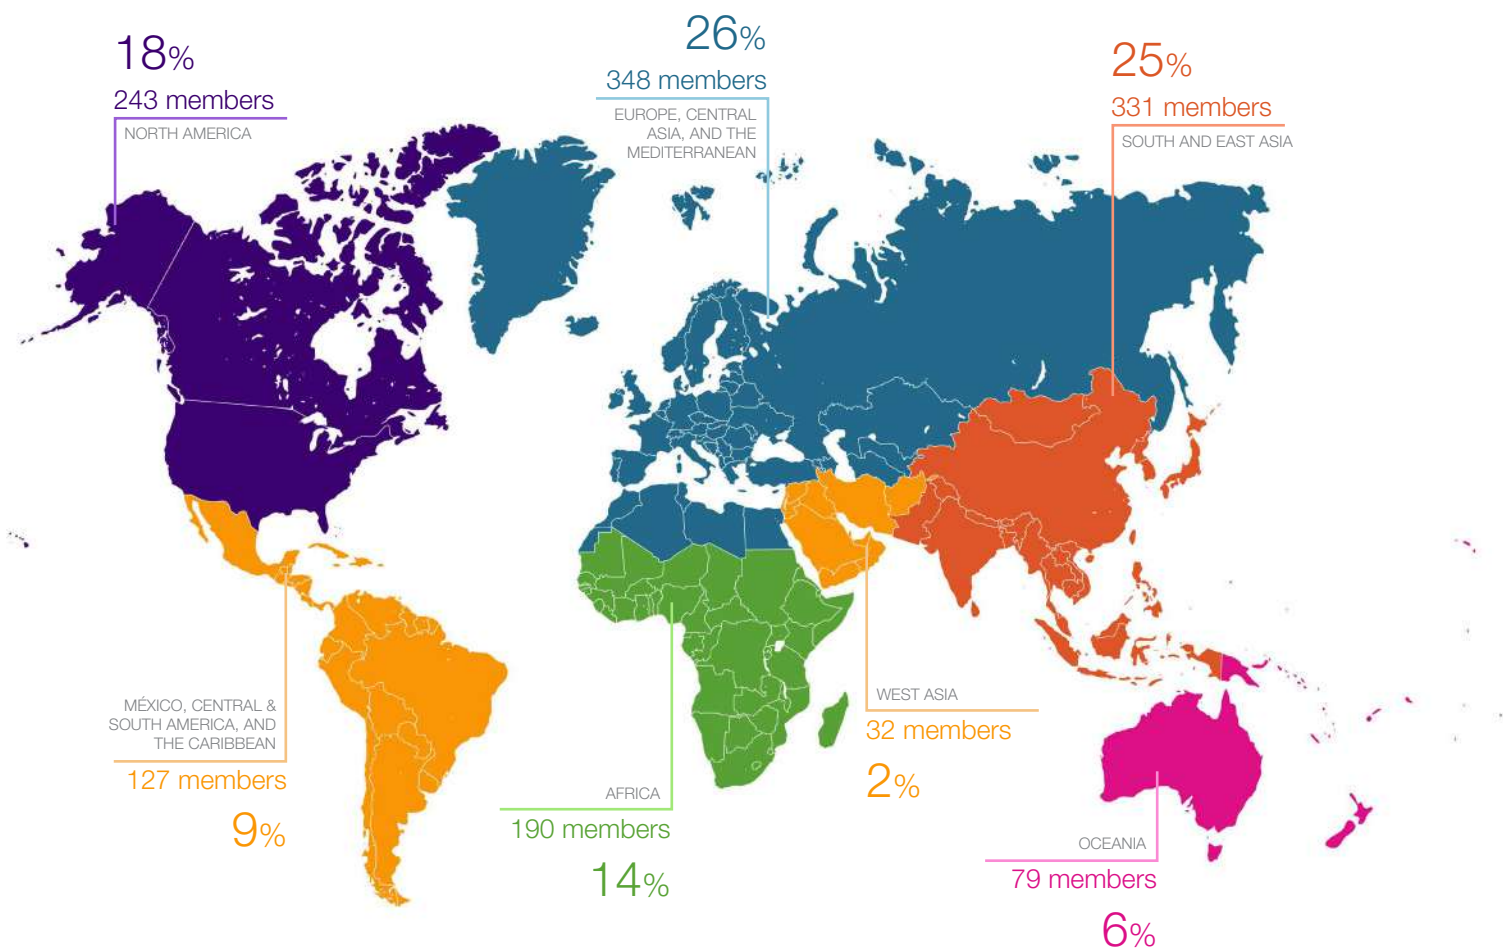 18%
243 members
NORTH AMERICA
26%
348 members
EUROPE, CENTRAL
ASIA, AND THE
MEDITERRANEAN
25%
331 members
SOUTH AND EAST ASIA
MÉXICO, CENTRAL &
SOUTH AMERICA, AND
THE CARIBBEAN
127 members
9%
AFRICA
190 members
14%
WEST ASIA
32 members
2%
OCEANIA
79 members
6%